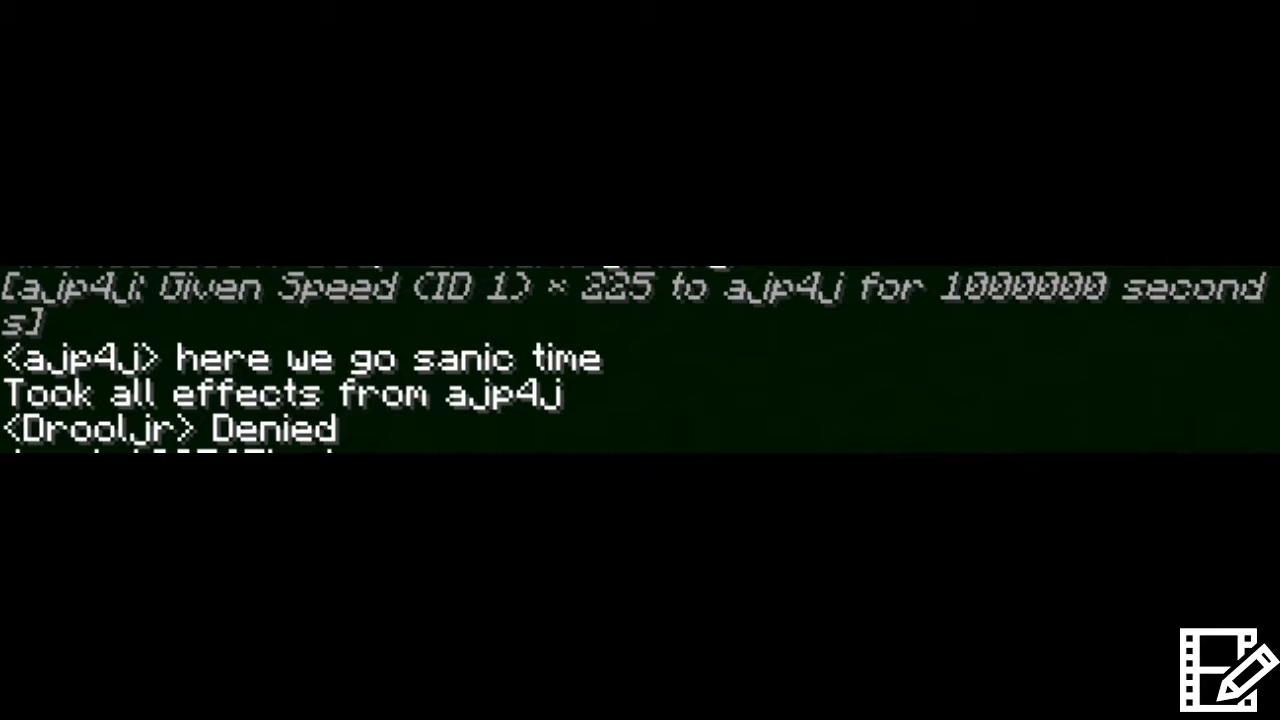 [ajp4j: Given Speed (ID 1) × 225 to ajp4j for 1000000 second
s]
<ajp4j> here we go sanic time
Took all effects from ajp4j
<Drooljr> Denied